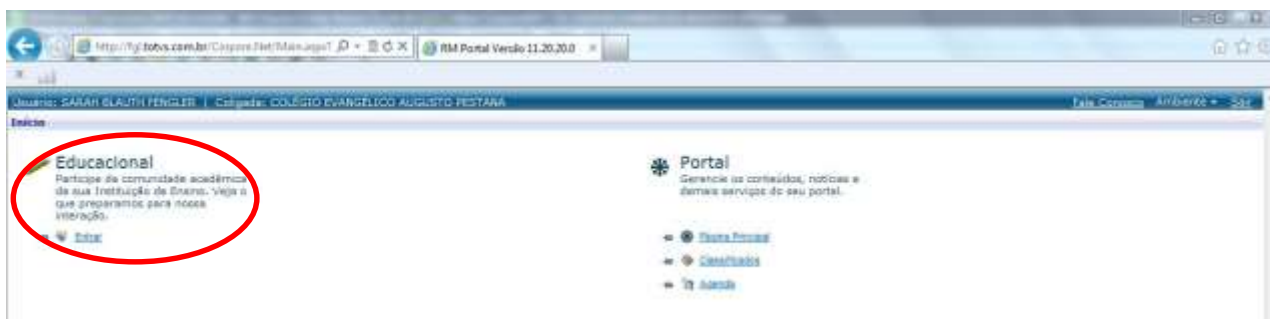 http://fgl.totvs.com.br/Corpore.Net/Main.aspx?
RM Portal Versão 11.20.20.0
Usuário: SARAH GLAUTH FENGLER | Coligada: COLÉGIO EVANGÉLICO AUGUSTO PESTANA
Fale Conosco Ambiente Sair
Início
Educacional
Participe da comunidade acadêmica
da sua Instituição de Ensino. Veja o
que preparamos para nossa
interação.
Entrar
Portal
Gerencie os conteúdos, notícias e
demais serviços do seu portal.
Página Principal
Classificados
Agenda